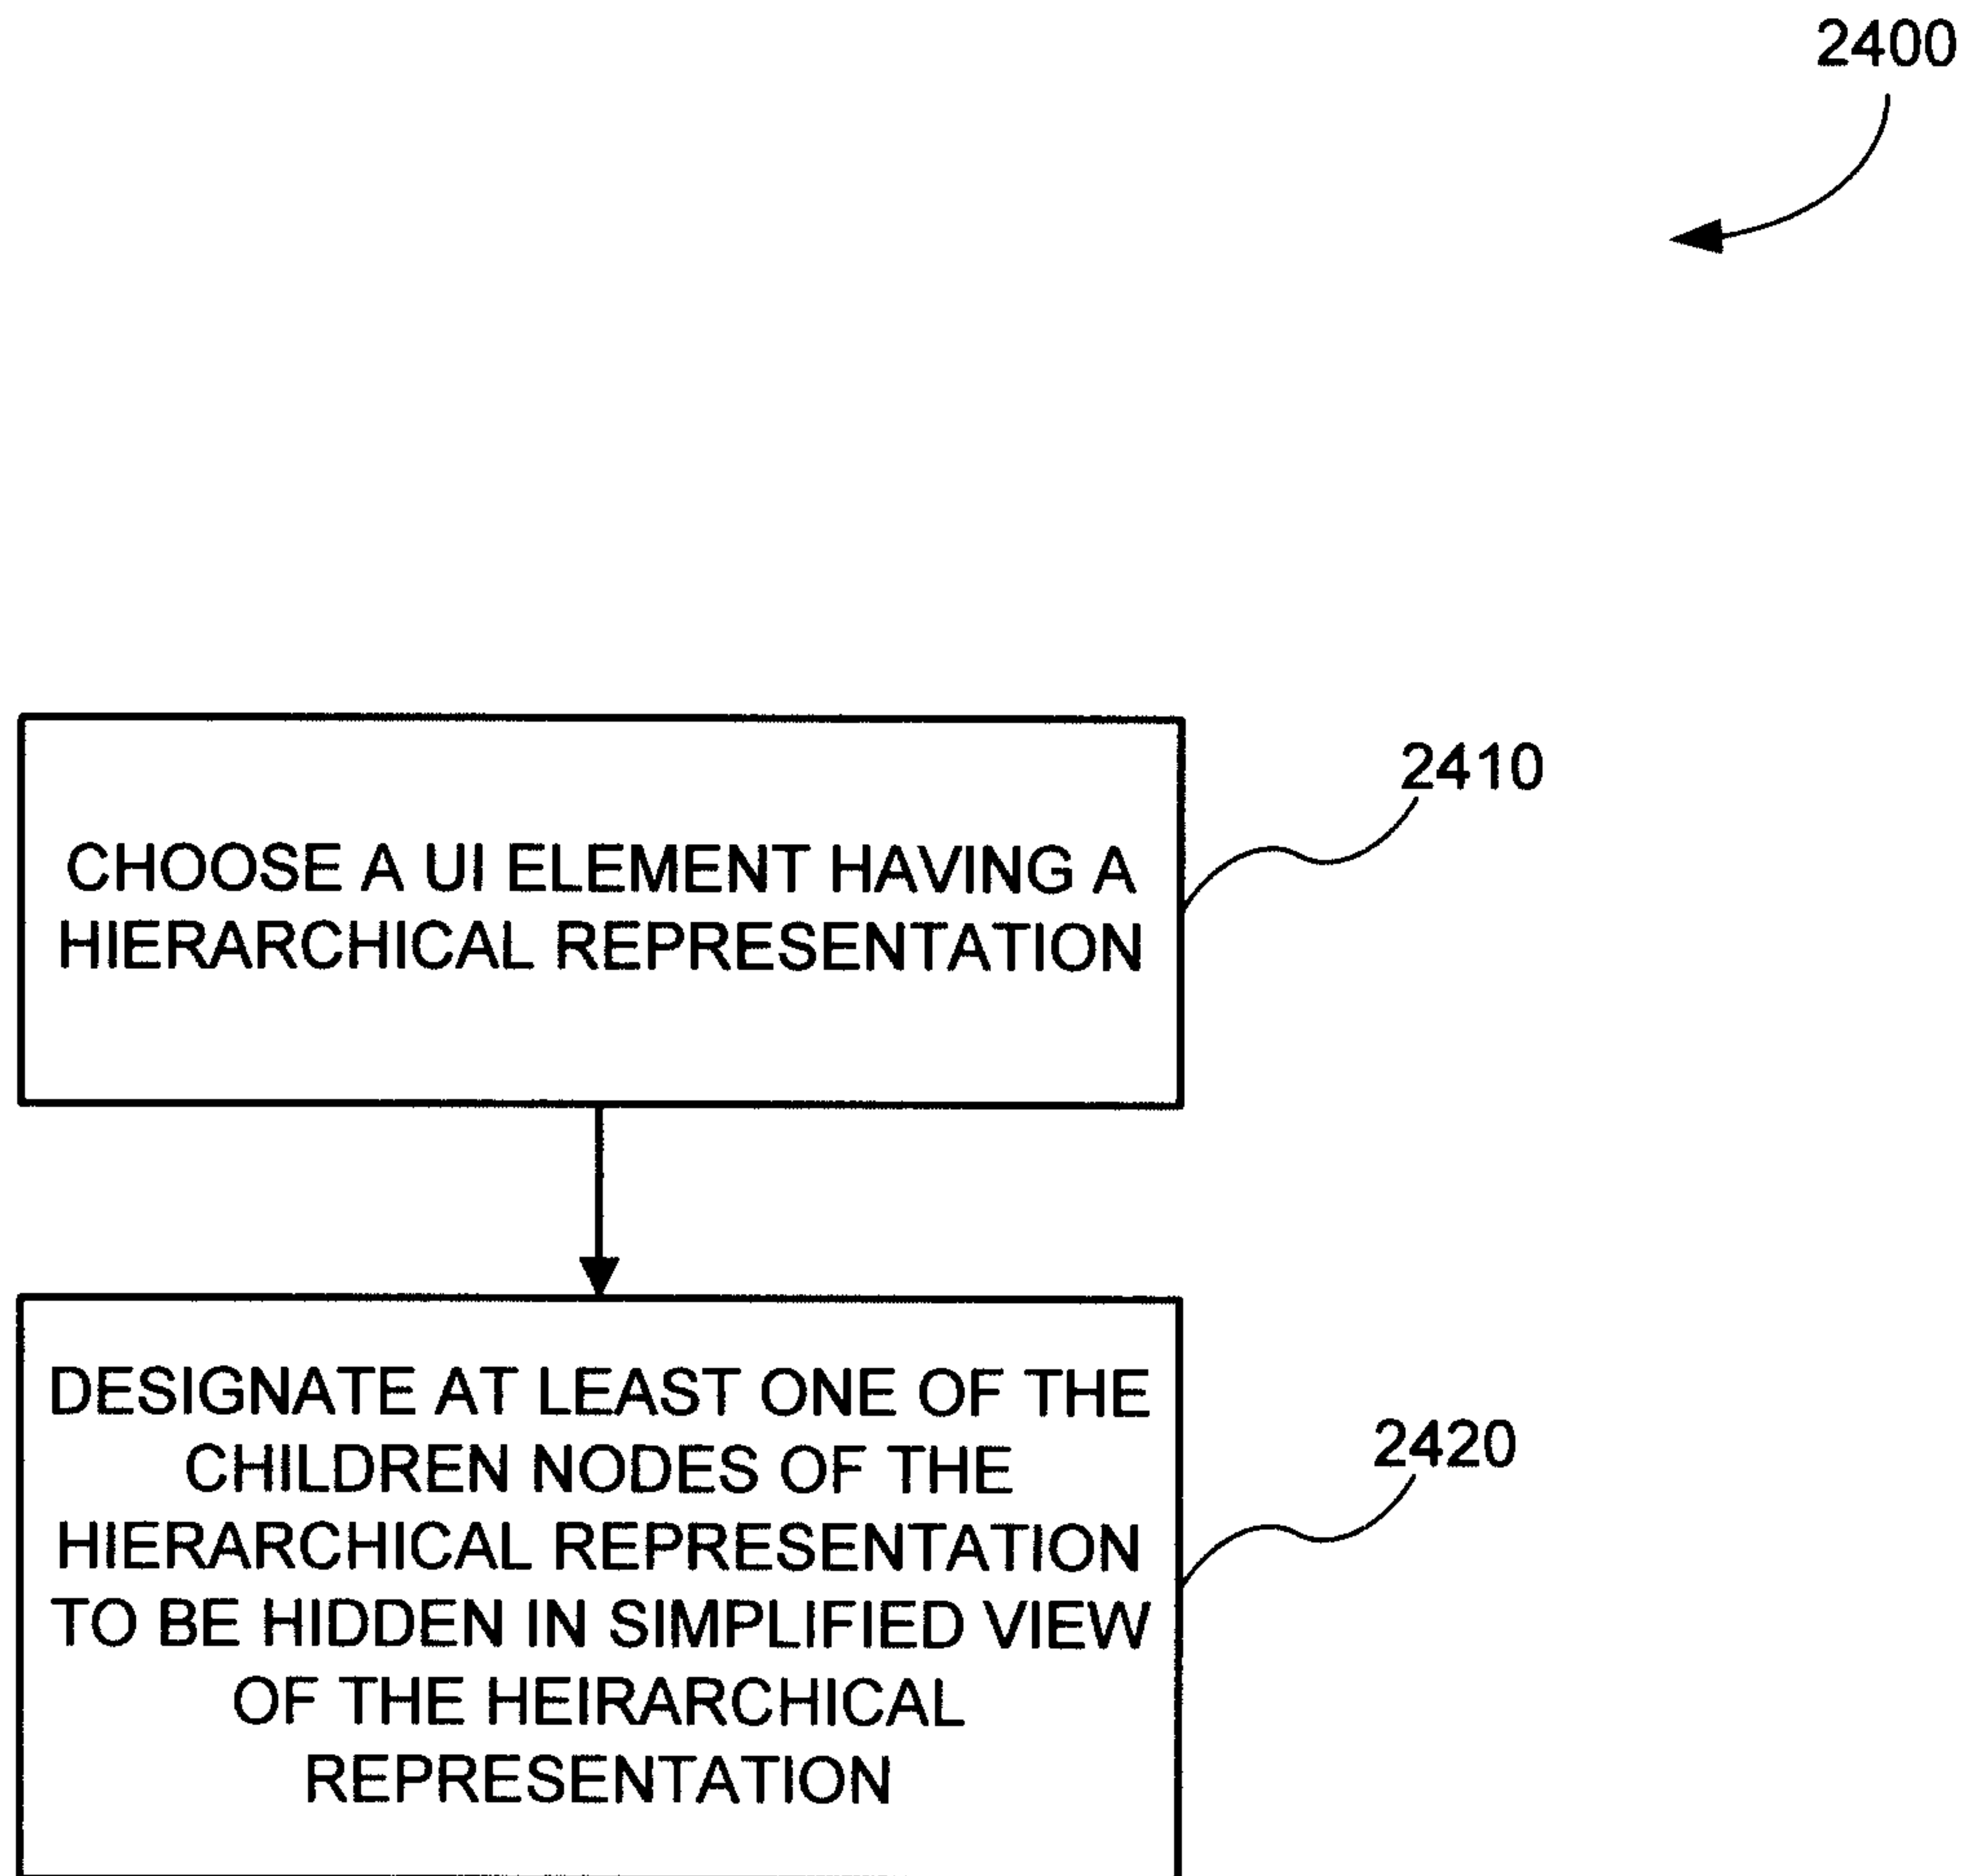 2400
CHOOSE A UI ELEMENT HAVING A
HIERARCHICAL REPRESENTATION
2410
DESIGNATE AT LEAST ONE OF THE
CHILDREN NODES OF THE
HIERARCHICAL REPRESENTATION
TO BE HIDDEN IN SIMPLIFIED VIEW
OF THE HEIRARCHICAL
REPRESENTATION
2420